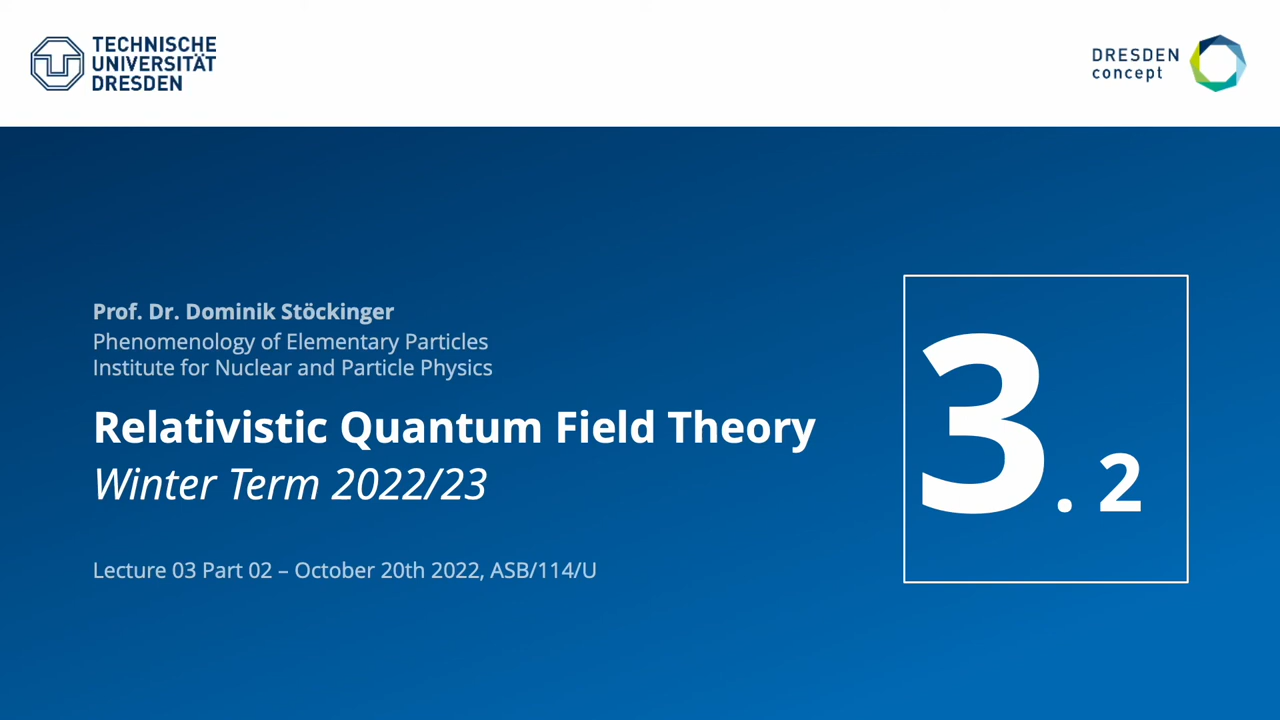 TECHNISCHE
UNIVERSITÄT
DRESDEN
DRESDEN
concept
Prof. Dr. Dominik Stöckinger
Phenomenology of Elementary Particles
Institute for Nuclear and Particle Physics
Relativistic Quantum Field Theory
Winter Term 2022/23
Lecture 03 Part 02 – October 20th 2022, ASB/114/U
3. 2